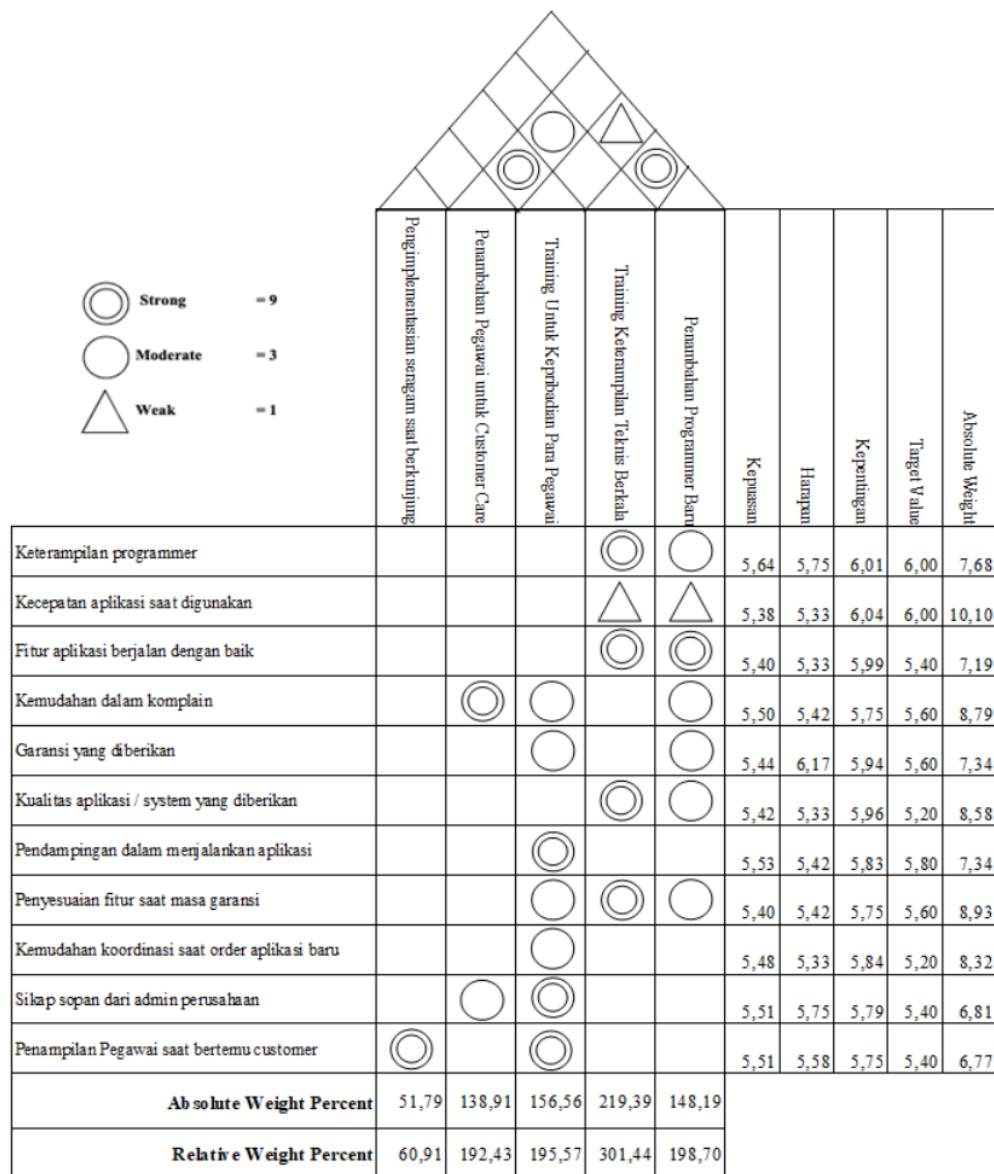 Strong = 9
Moderate = 3
Weak = 1
Pengimplementasian seragam saat berkunjung
Penambahan Pegawai untuk Customer Care
Training Untuk Kepribadian Para Pegawai
Training Keterampilan Teknis Berkala
Penambahan Programmer Baru
Kepuasan
Harapan
Kepentingan
Target Value
Absolute Weight
Keterampilan programmer 5,64 5,75 6,01 6,00 7,68
Kecepatan aplikasi saat digunakan 5,38 5,33 6,04 6,00 10,10
Fitur aplikasi berjalan dengan baik 5,40 5,33 5,99 5,40 7,19
Kemudahan dalam komplain 5,50 5,42 5,75 5,60 8,79
Garansi yang diberikan 5,44 6,17 5,94 5,60 7,34
Kualitas aplikasi / system yang diberikan 5,42 5,33 5,96 5,20 8,58
Pendampingan dalam menjalankan aplikasi 5,53 5,42 5,83 5,80 7,34
Penyesuaian fitur saat masa garansi 5,40 5,42 5,75 5,60 8,93
Kemudahan koordinasi saat order aplikasi baru 5,48 5,33 5,84 5,20 8,32
Sikap sopan dari admin perusahaan 5,51 5,75 5,79 5,40 6,81
Penampilan Pegawai saat bertemu customer 5,51 5,58 5,75 5,40 6,77
Absolute Weight Percent 51,79 138,91 156,56 219,39 148,19
Relative Weight Percent 60,91 192,43 195,57 301,44 198,70